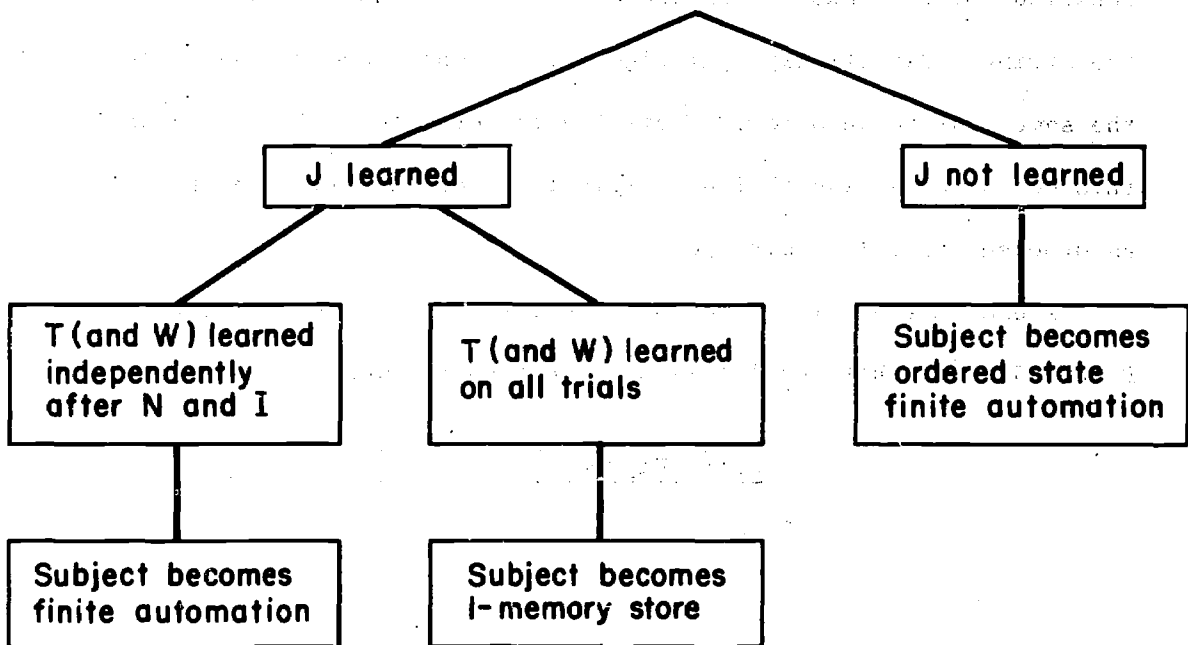 J learned
J not learned
T (and W) learned
independently
after N and I
T (and W) learned
on all trials
Subject becomes
ordered state
finite automation
Subject becomes
finite automation
Subject becomes
I-memory store